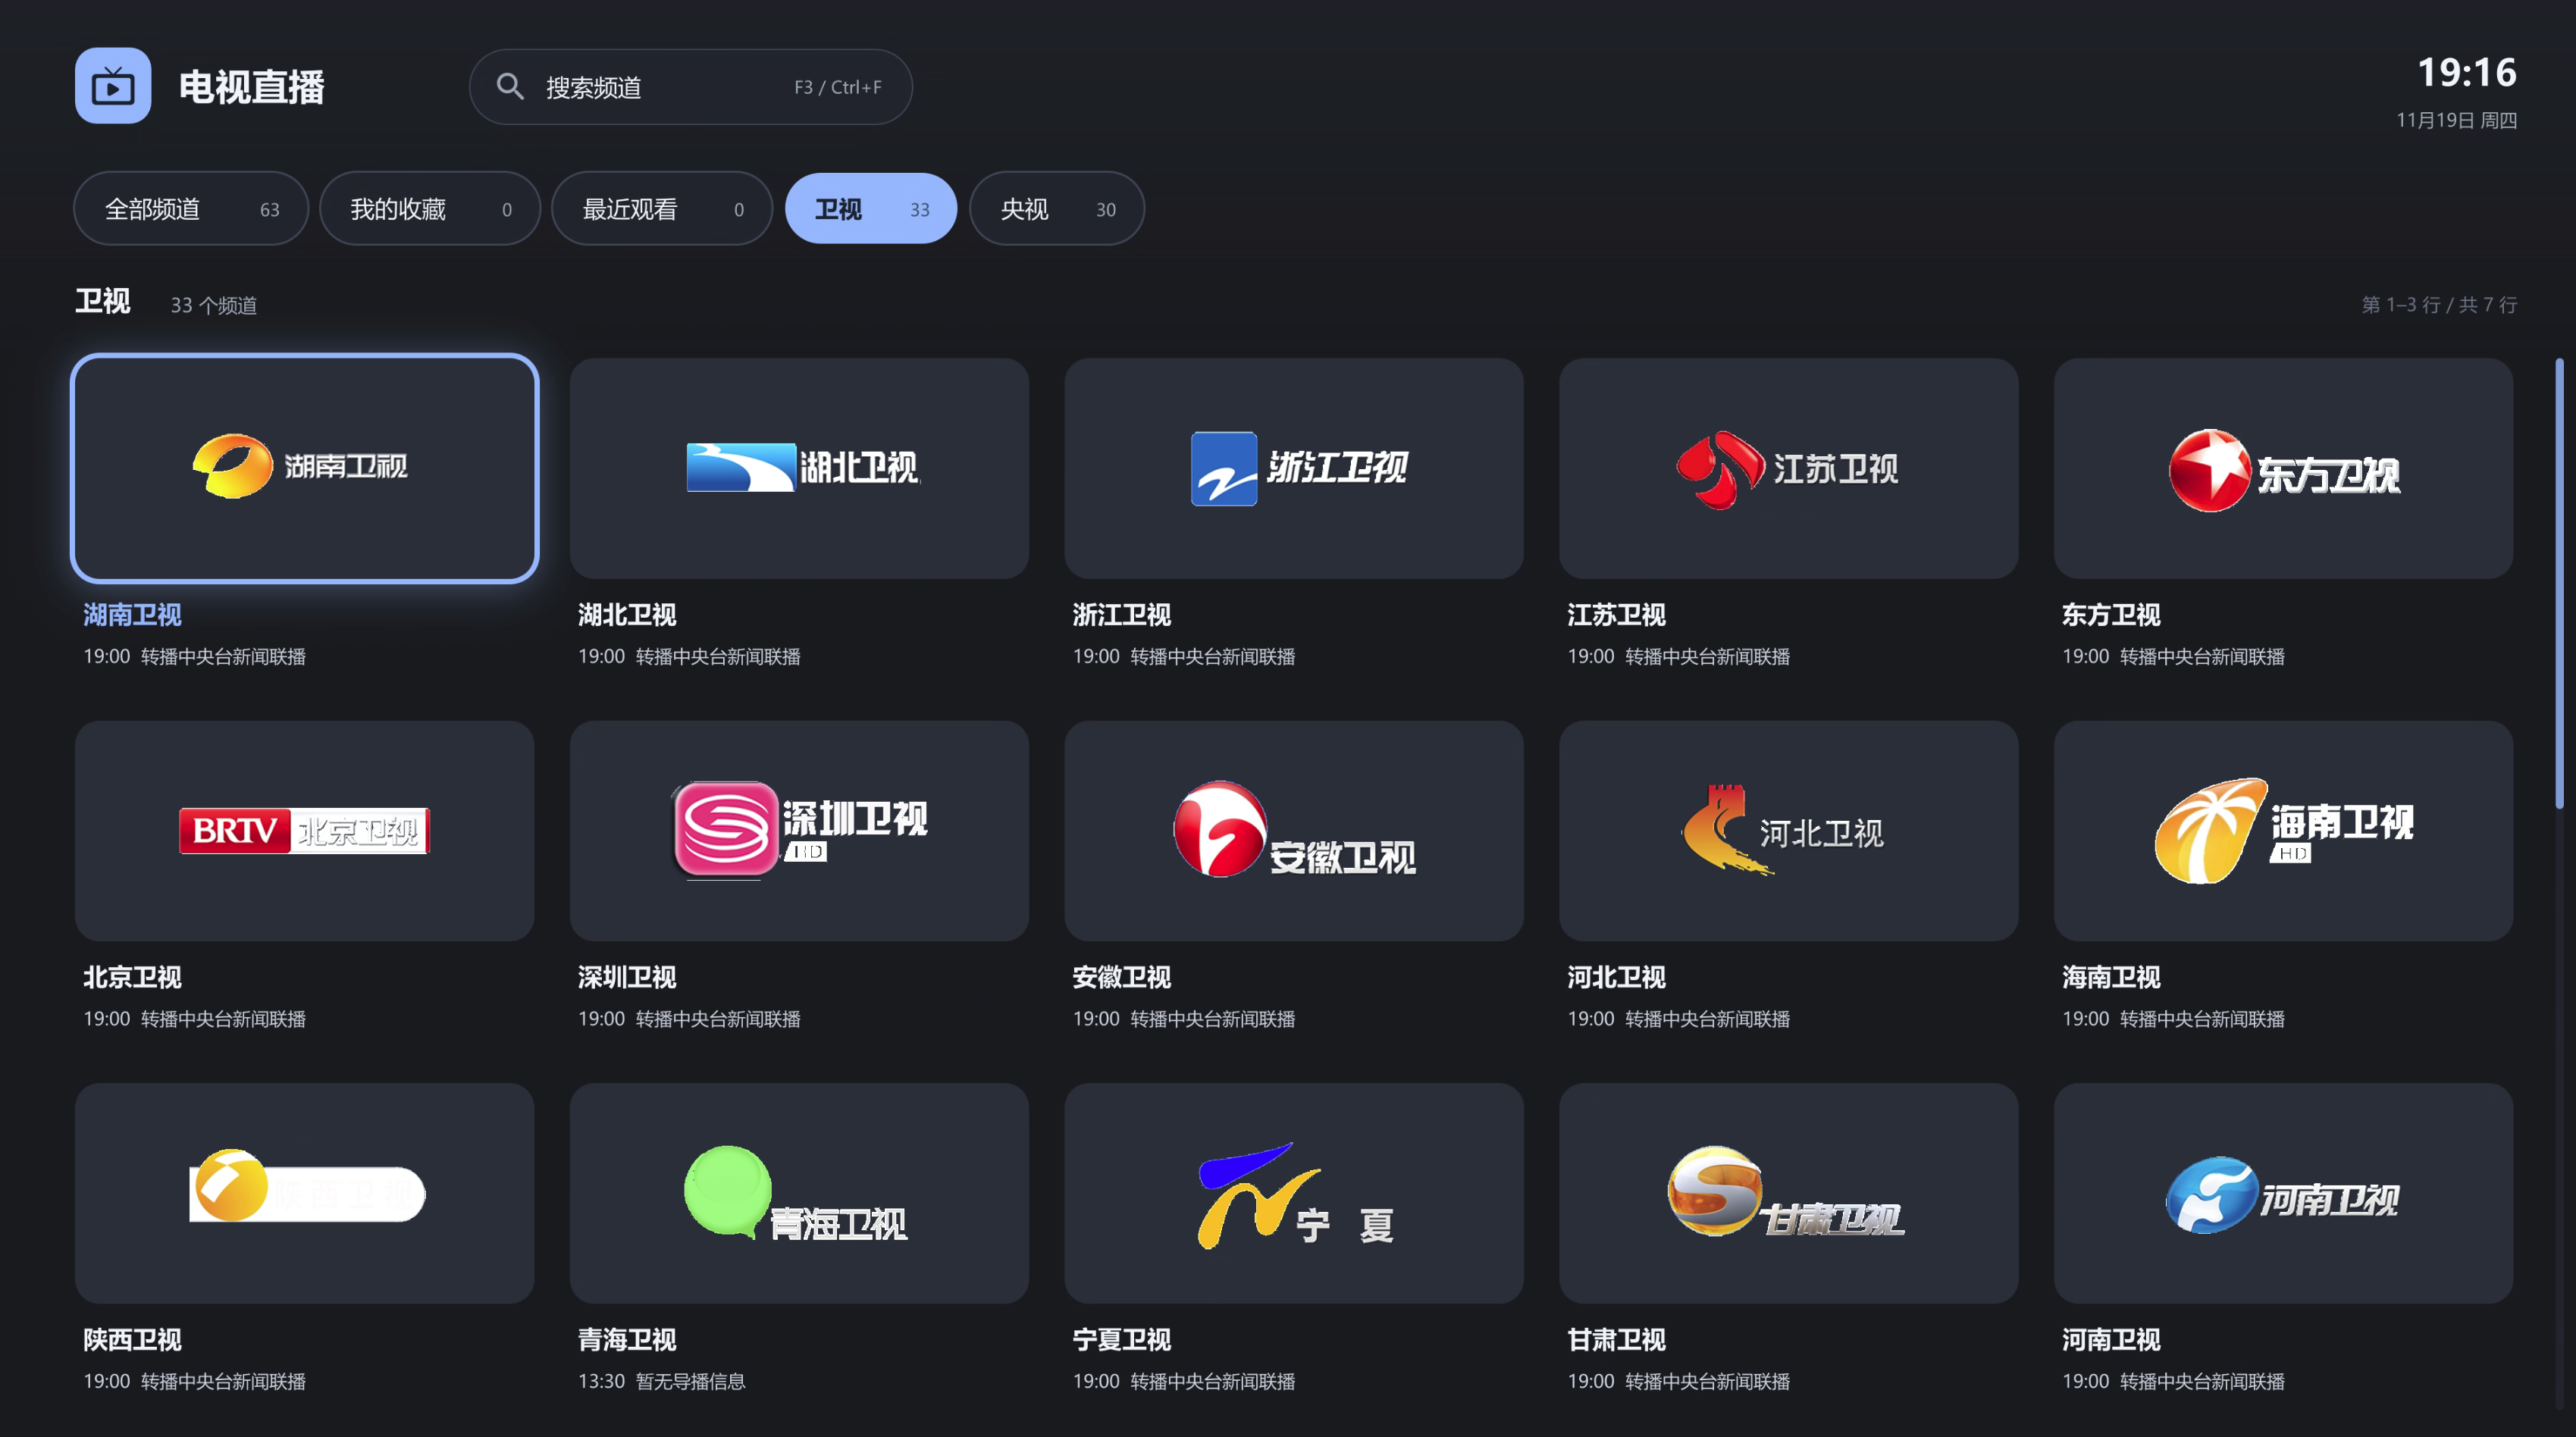 电视直播
搜索频道 F3 / Ctrl+F
19:16
11月19日 周四
全部频道 63 我的收藏 0 最近观看 0 卫视 33 央视 30
卫视 33 个频道 第 1–3 行 / 共 7 行
湖南卫视 湖北卫视 浙江卫视 江苏卫视 东方卫视
湖南卫视 湖北卫视 浙江卫视 江苏卫视 东方卫视
19:00 转播中央台新闻联播 19:00 转播中央台新闻联播 19:00 转播中央台新闻联播 19:00 转播中央台新闻联播 19:00 转播中央台新闻联播
BRTV 北京卫视 深圳卫视 HD 安徽卫视 河北卫视 海南卫视 HD
北京卫视 深圳卫视 安徽卫视 河北卫视 海南卫视
19:00 转播中央台新闻联播 19:00 转播中央台新闻联播 19:00 转播中央台新闻联播 19:00 转播中央台新闻联播 19:00 转播中央台新闻联播
陕西卫视 青海卫视 宁夏 甘肃卫视 河南卫视
陕西卫视 青海卫视 宁夏卫视 甘肃卫视 河南卫视
19:00 转播中央台新闻联播 13:30 暂无导播信息 19:00 转播中央台新闻联播 19:00 转播中央台新闻联播 19:00 转播中央台新闻联播